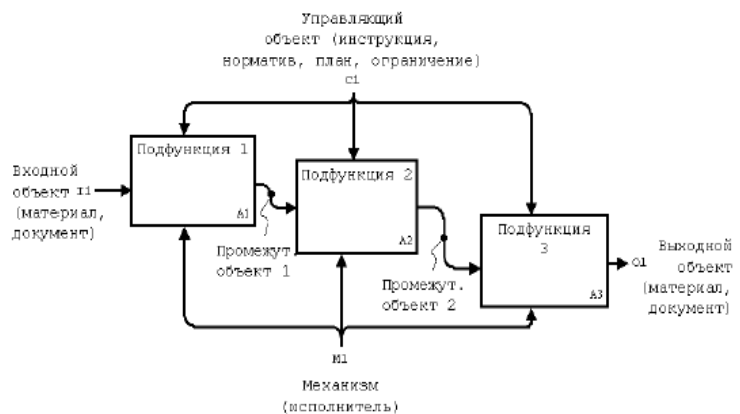 Управляющий
объект (инструкция,
норматив, план, ограничение)
C1
Подфункция 1
A1
Входной
объект I1
(материал,
документ)
Подфункция 2
A2
Промежут.
объект 1
Подфункция
3
A3
Промежут.
объект 2
Выходной
O1 объект
(материал,
документ)
M1
Механизм
(исполнитель)